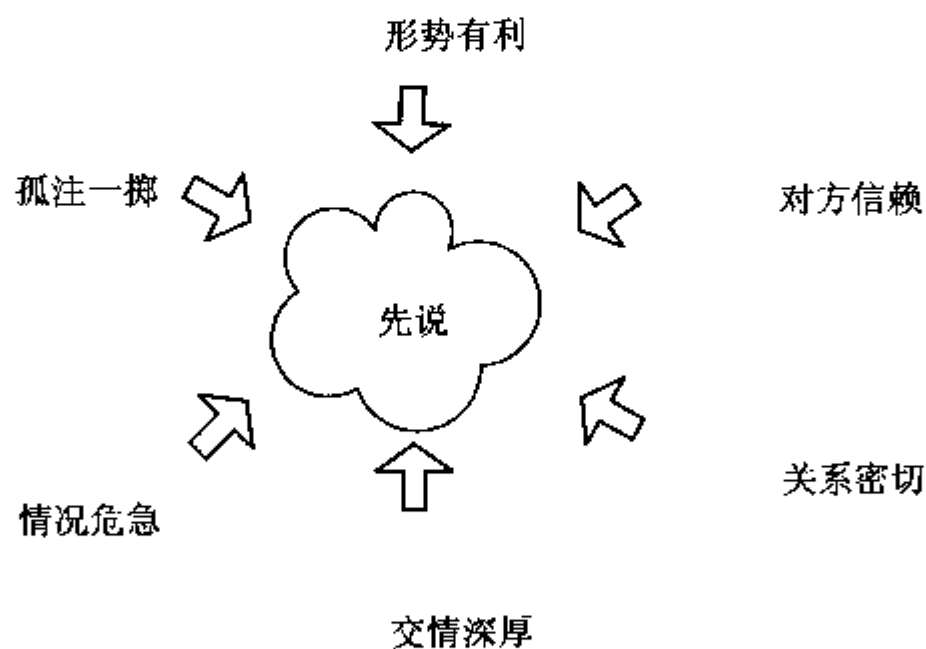 形势有利
孤注一掷
对方信赖
先说
关系密切
情况危急
交情深厚